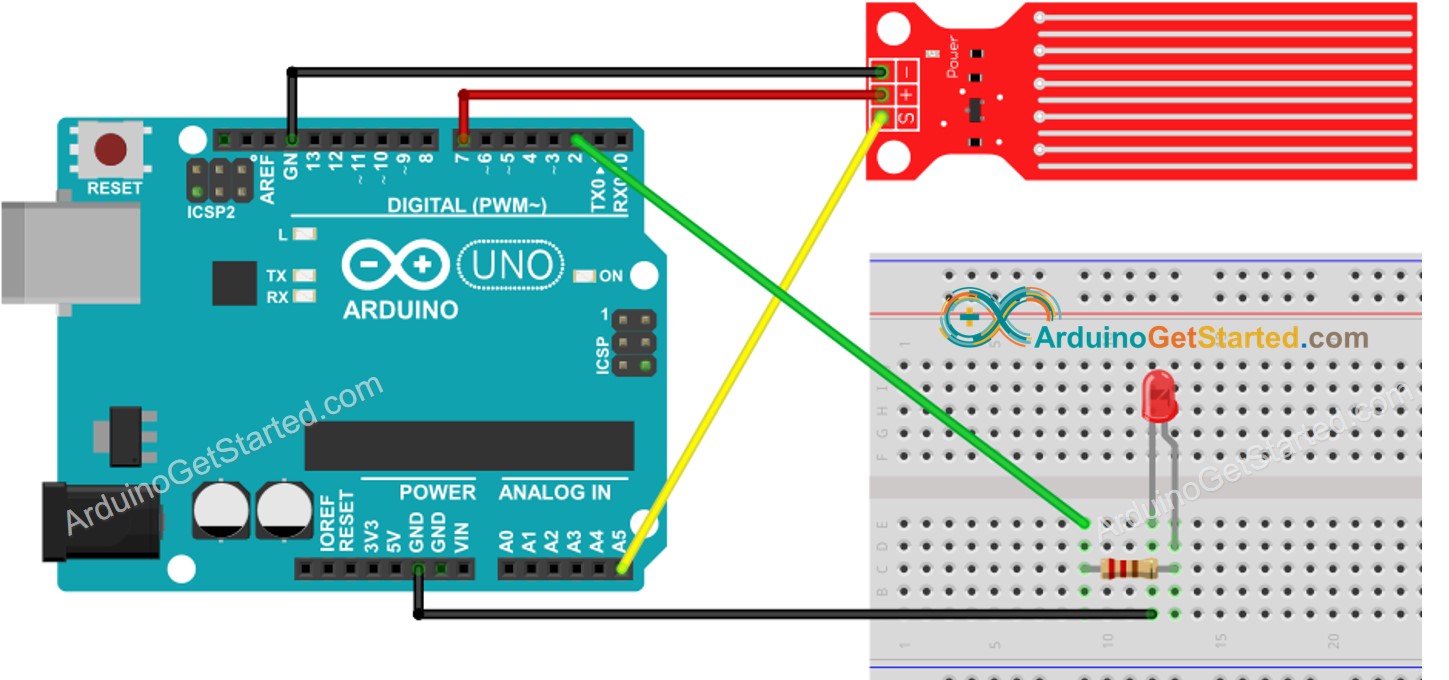 Power
-
+
S
RESET
ICSP2
AREF
GN
13
12
~11
~10
~9
8
7
~6
~5
4
~3
2
TX0▸
RX0
0
DIGITAL (PWM~)
L
TX
RX
ARDUINO
UNO
ON
1
ICSP
ArduinoGetStarted.com
POWER
ANALOG IN
IOREF
RESET
3V3
5V
GND
GND
VIN
A0
A1
A2
A3
A4
A5
ArduinoGetStarted.com
1
5
I
H
G
F
ArduinoGetStarted.com
E
D
C
B
A
1
5
10
15
20